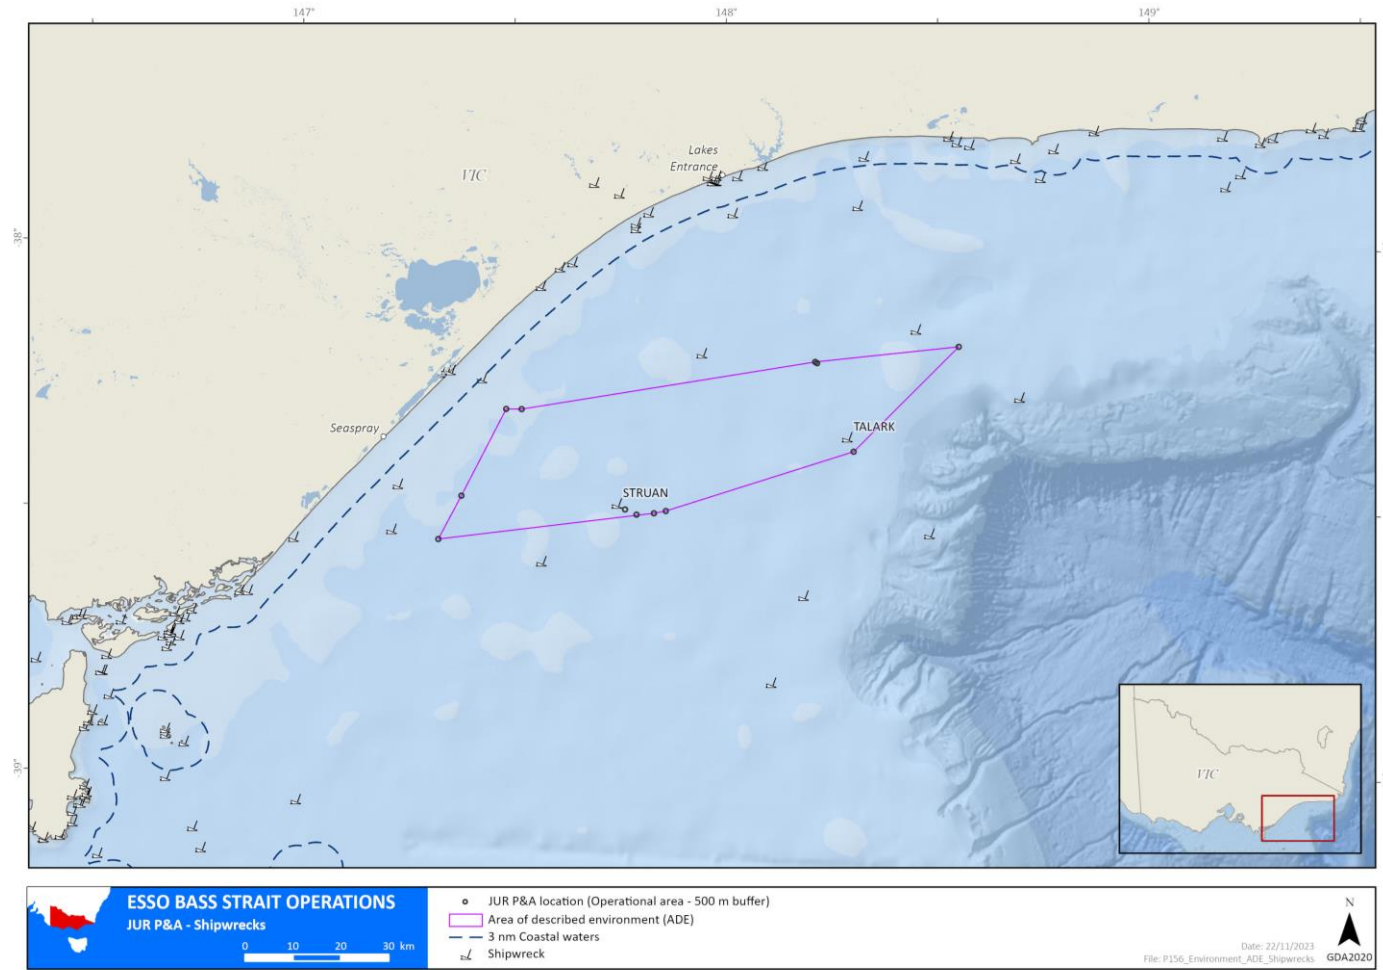 147°
148°
149°
Lakes
Entrance
VIC
38°
Seaspray
TALARK
STRUAN
39°
VIC
ESSO BASS STRAIT OPERATIONS
JUR P&A - Shipwrecks
0 10 20 30 km
JUR P&A location (Operational area - 500 m buffer)
Area of described environment (ADE)
3 nm Coastal waters
Shipwreck
N
Date: 22/11/2023
File: P156_Environment_ADE_Shipwrecks
GDA2020